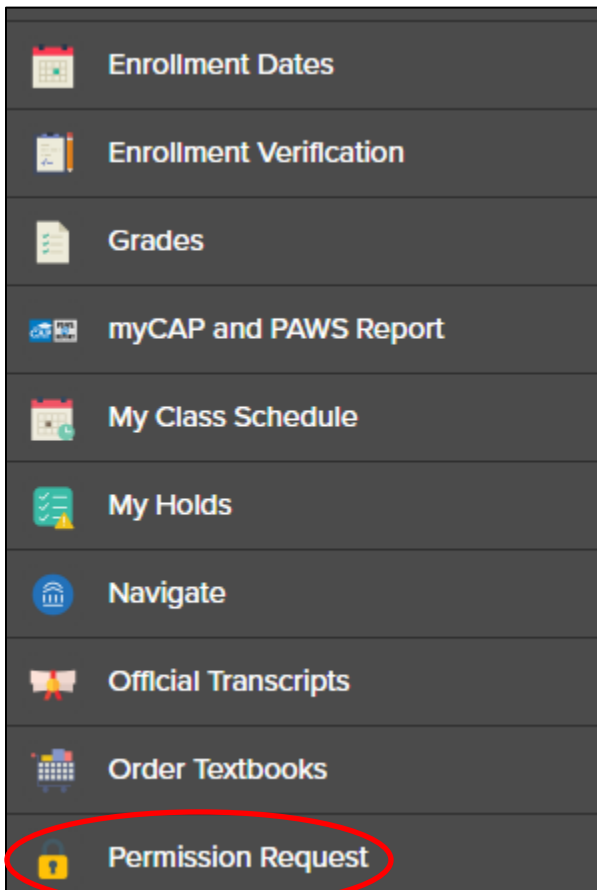 Enrollment Dates
Enrollment Verification
Grades
myCAP and PAWS Report
My Class Schedule
My Holds
Navigate
Official Transcripts
Order Textbooks
Permission Request